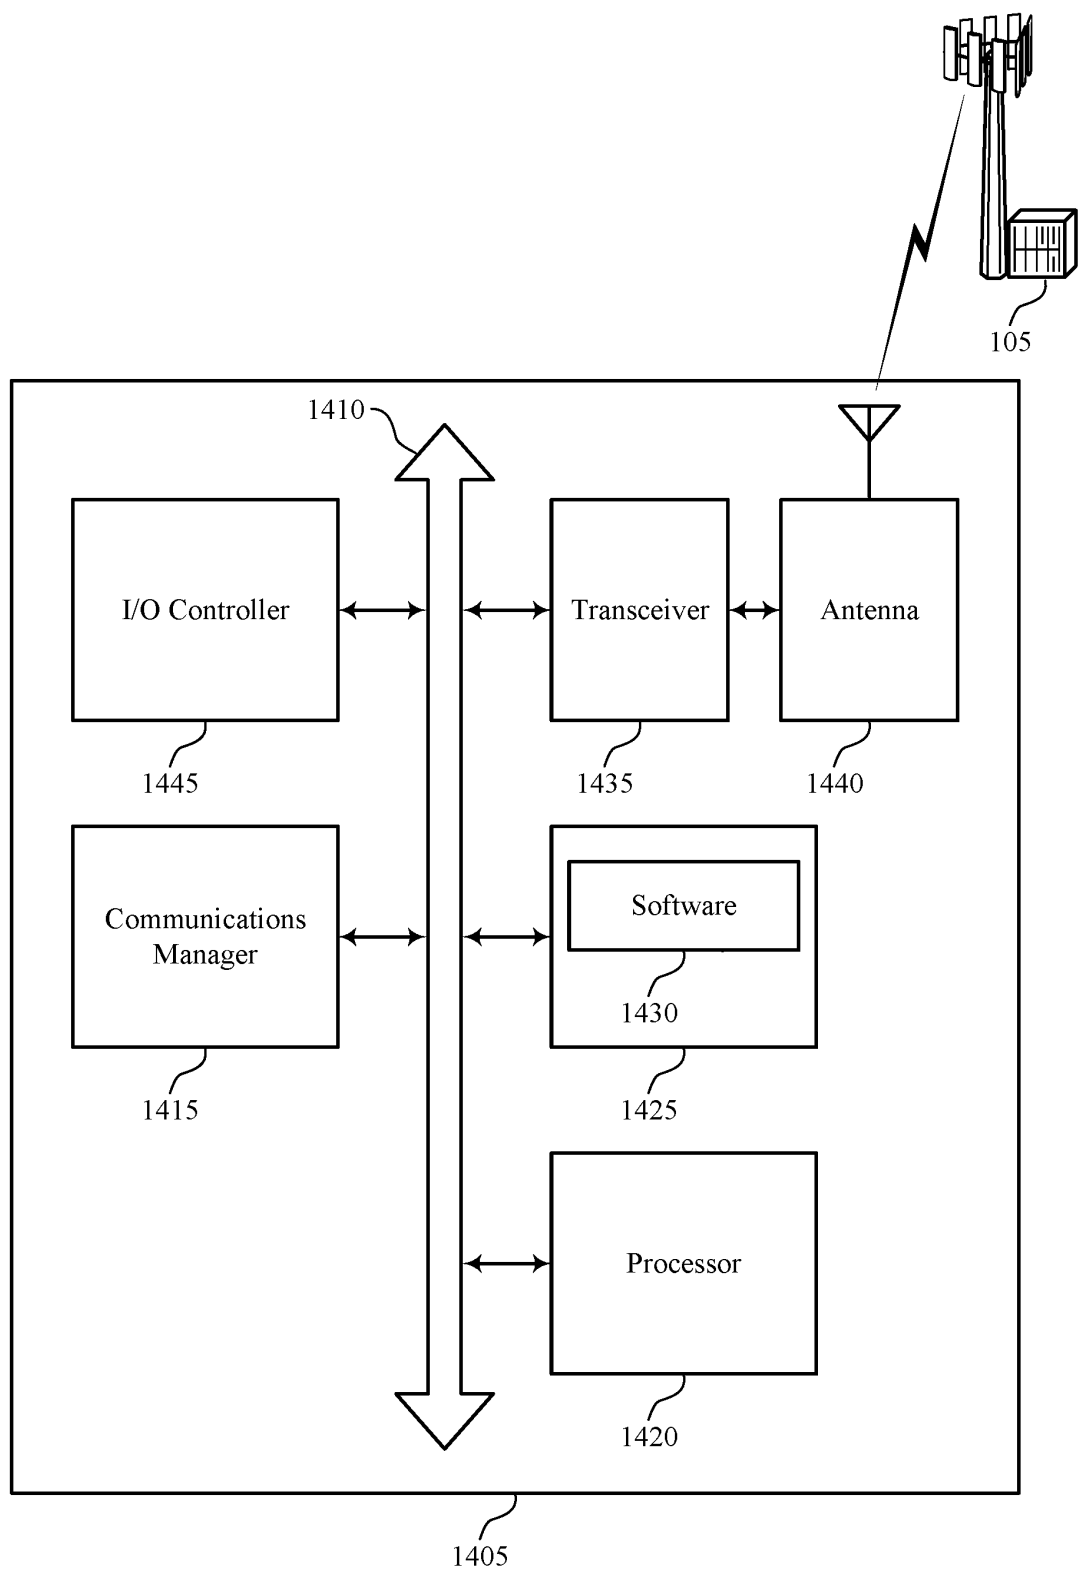 105
1410
I/O Controller
Transceiver
Antenna
1445
1435
1440
Communications
Manager
Software
1430
1415
1425
Processor
1420
1405